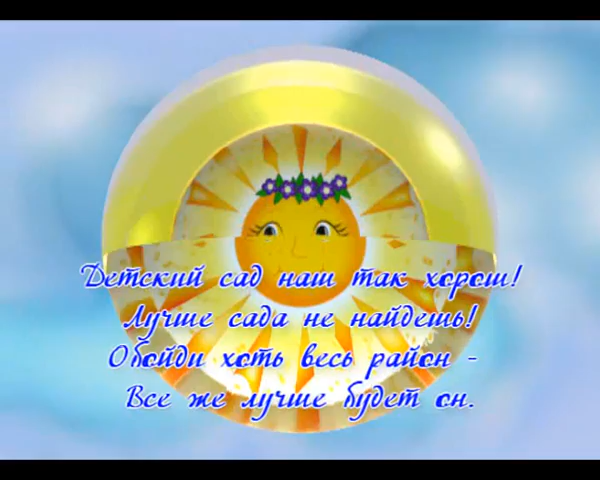 Детский сад наш так хорош!
Лучше сада не найдешь!
Обойди хоть весь район -
Все же лучше будет он.